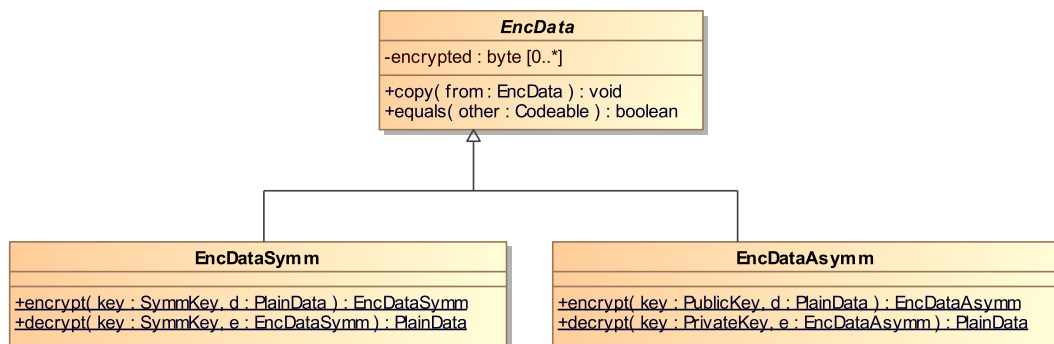 EncData
-encrypted : byte [0..*]
+copy( from : EncData ) : void
+equals( other : Codeable ) : boolean
EncDataSymm
+encrypt( key : SymmKey, d : PlainData ) : EncDataSymm
+decrypt( key : SymmKey, e : EncDataSymm ) : PlainData
EncDataAsymm
+encrypt( key : PublicKey, d : PlainData ) : EncDataAsymm
+decrypt( key : PrivateKey, e : EncDataAsymm ) : PlainData